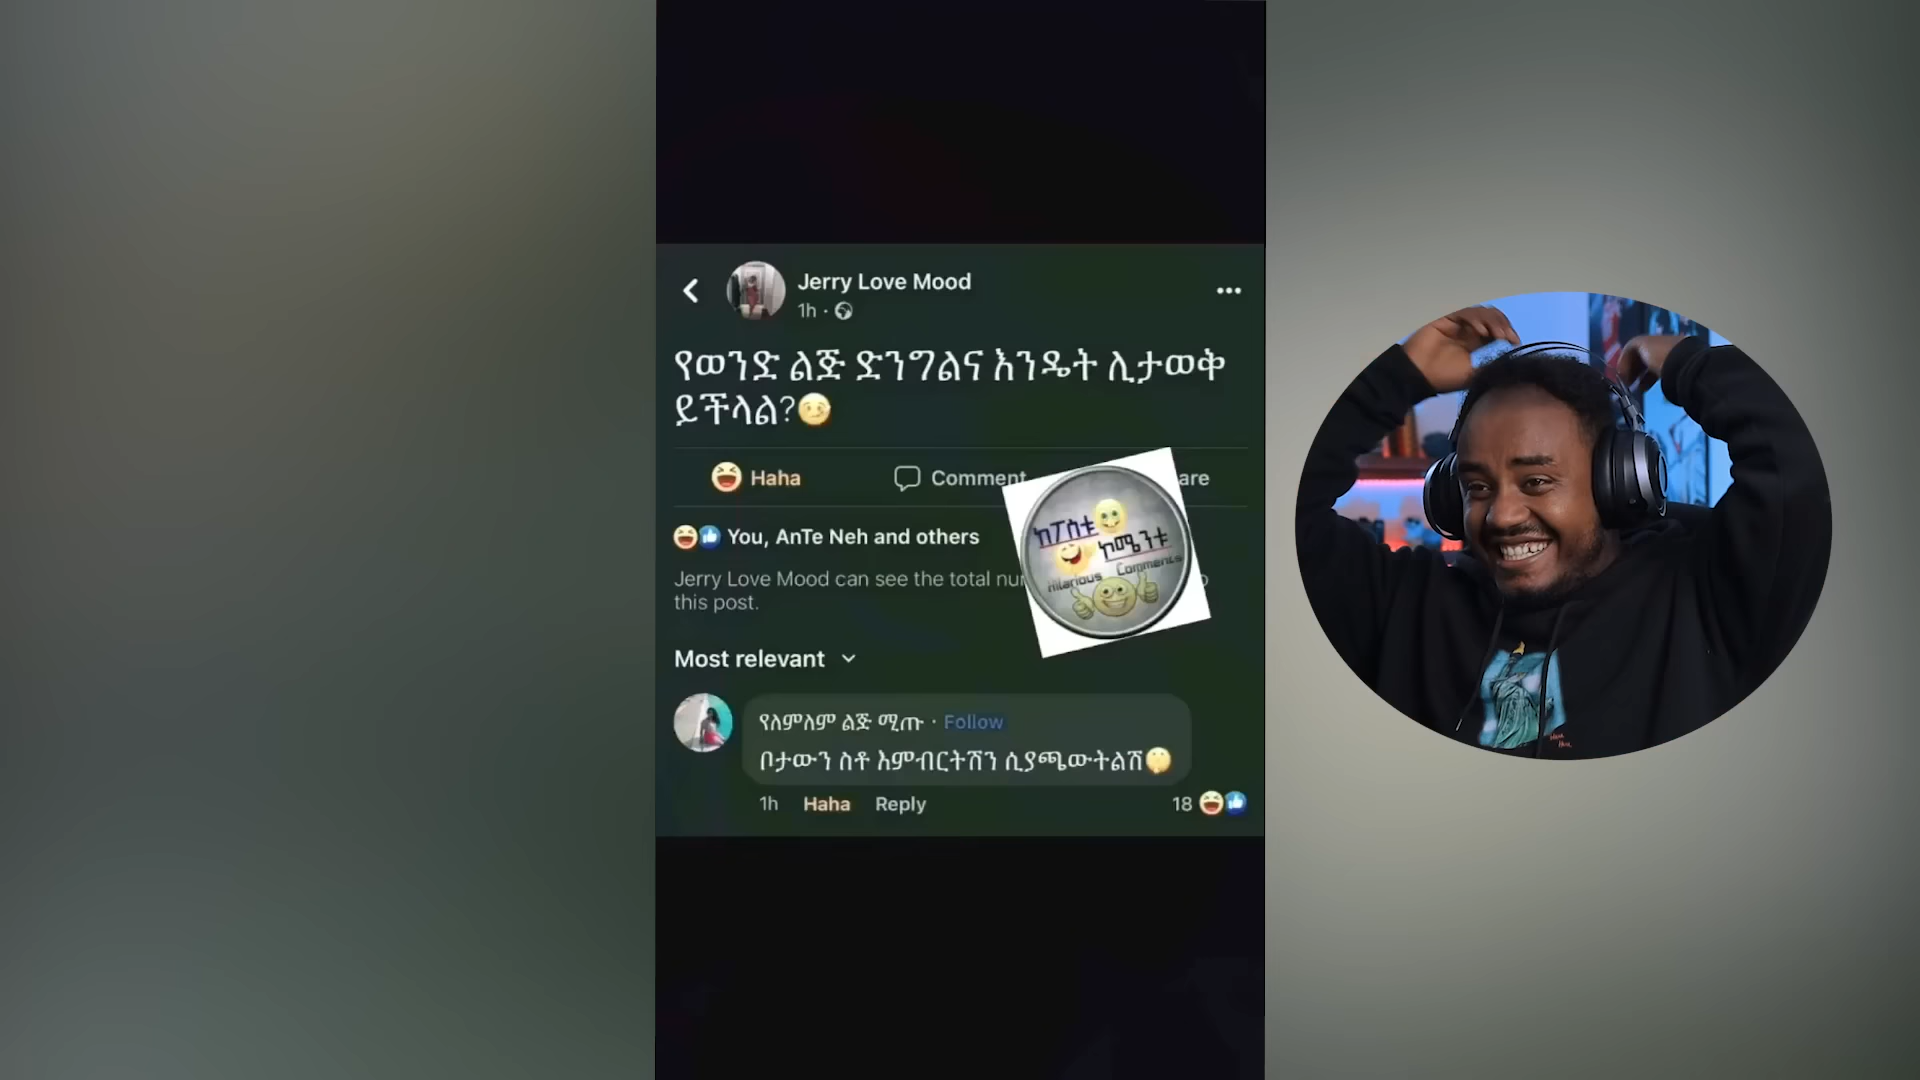 Jerry Love Mood
1h ·
የወንድ ልጅ ድንግልና እንዴት ሊታወቅ
ይችላል?🥴
Haha
Comment
are
ከፖስቱ
ኮሜንቱ
Hilarious Comments
You, AnTe Neh and others
Jerry Love Mood can see the total
this post.
Most relevant
የለምለም ልጅ ሚጡ · Follow
ቦታውን ስቶ እምብርትሽን ሲያጫውትልሽ🤫
1h Haha Reply 18